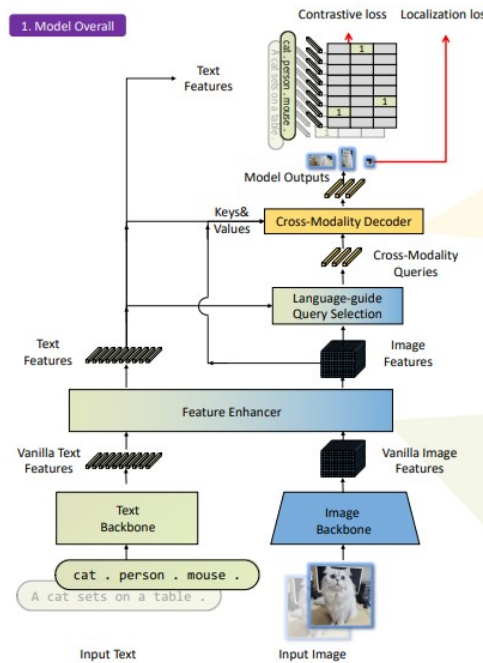 1. Model Overall
Contrastive loss
Localization los
cat . person . mouse .
A cat sets on a table .
1
1
1
1
Text
Features
Model Outputs
Keys&
Values
Cross-Modality Decoder
Cross-Modality
Queries
Language-guide
Query Selection
Text
Features
Image
Features
Feature Enhancer
Vanilla Text
Features
Vanilla Image
Features
Text
Backbone
Image
Backbone
cat . person . mouse .
A cat sets on a table .
Input Text
Input Image